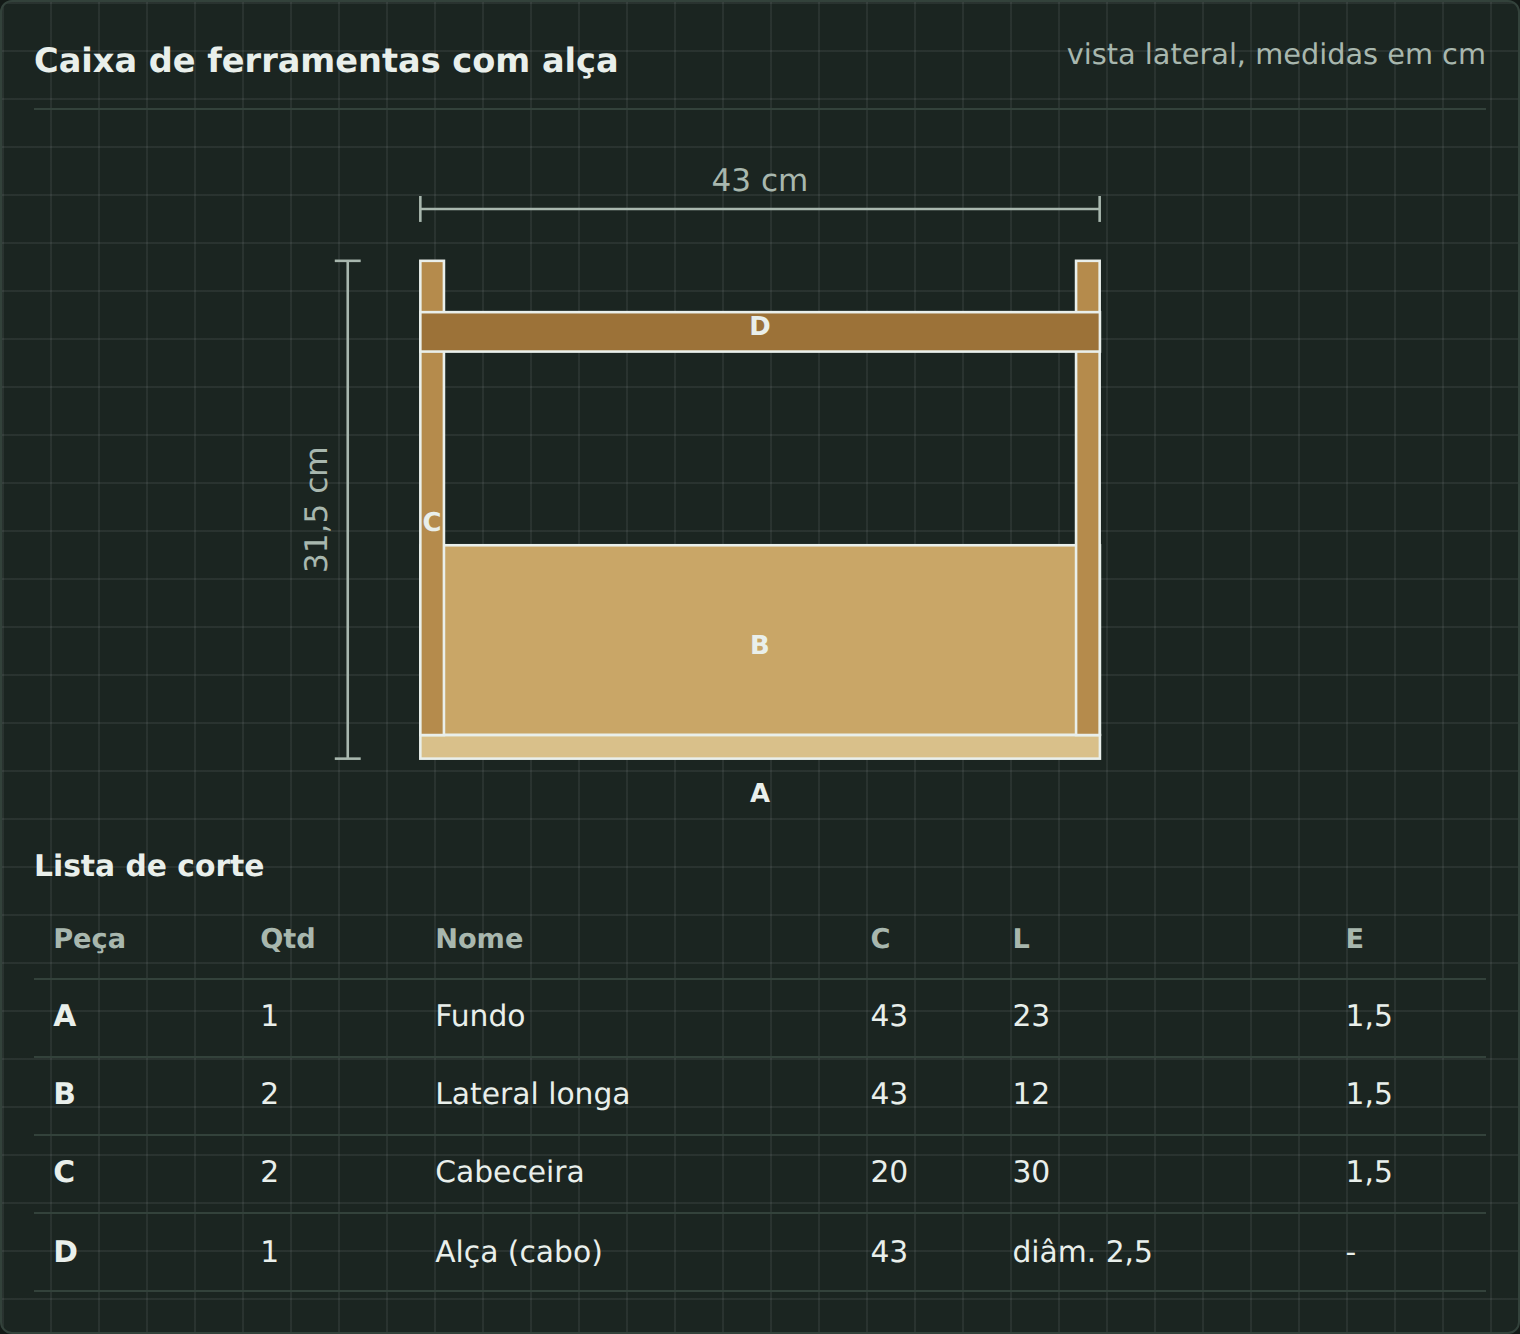 Caixa de ferramentas com alça
vista lateral, medidas em cm
43 cm
D
31,5 cm
C
B
A
Lista de corte
Peça Qtd Nome C L E
A 1 Fundo 43 23 1,5
B 2 Lateral longa 43 12 1,5
C 2 Cabeceira 20 30 1,5
D 1 Alça (cabo) 43 diâm. 2,5 -